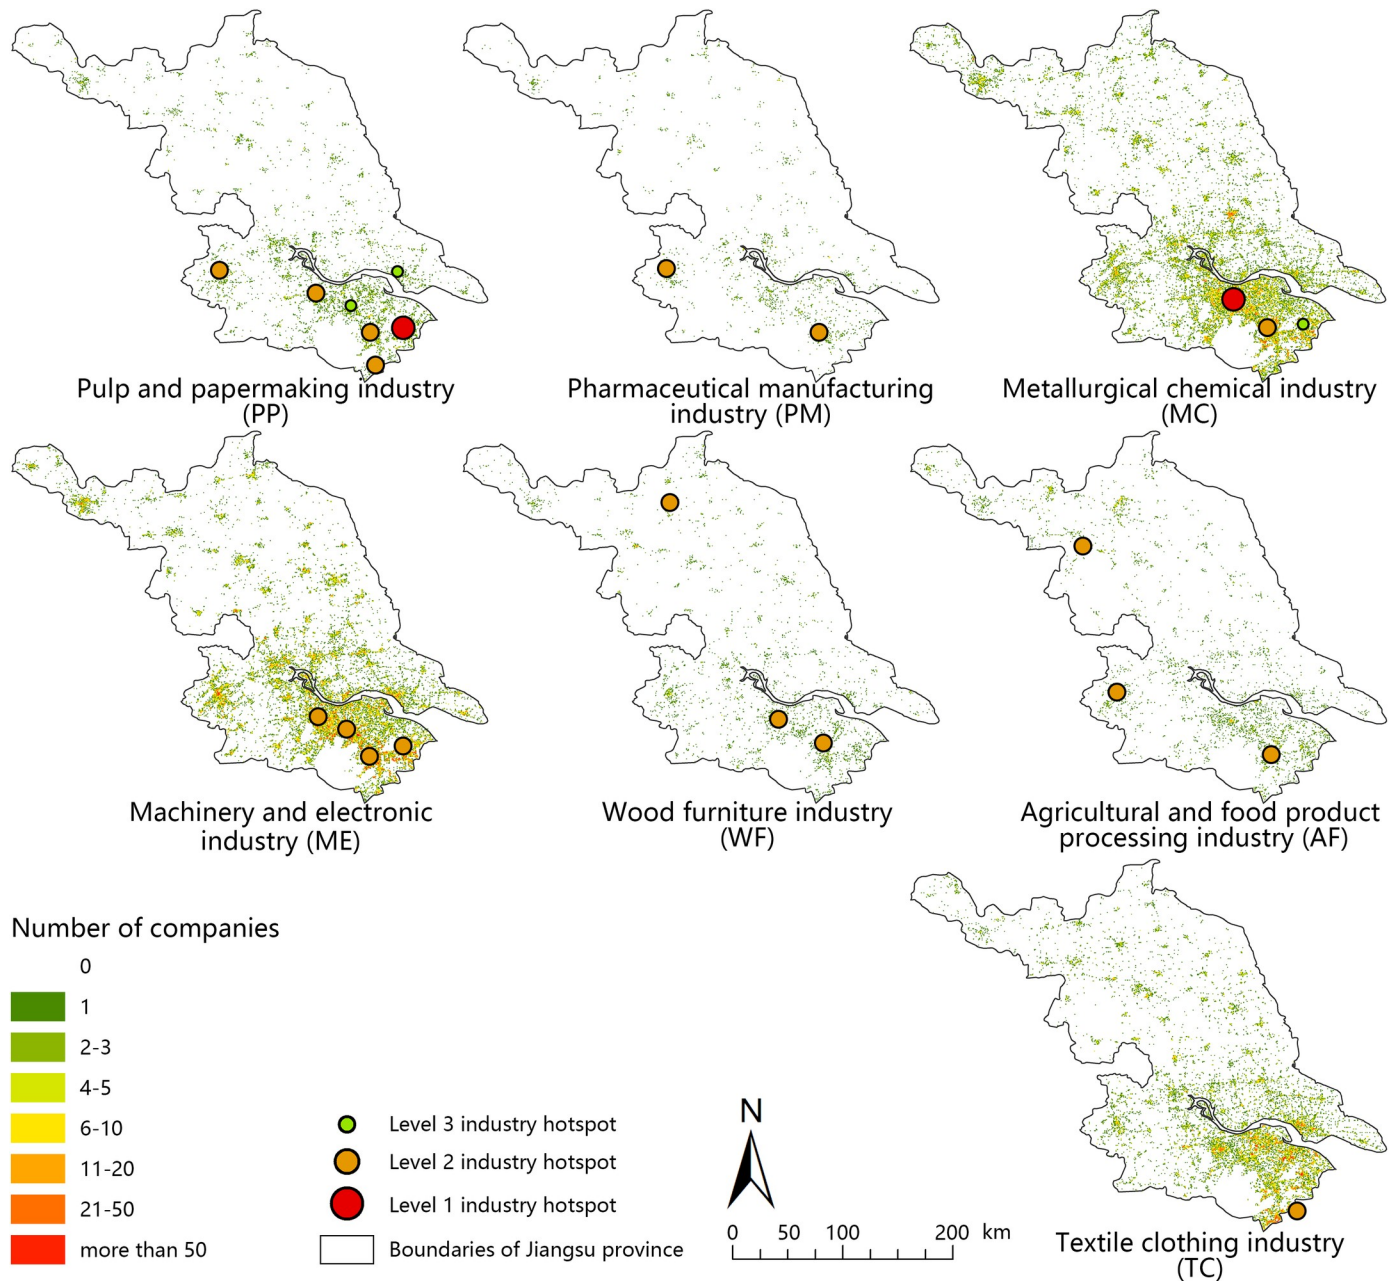 Pulp and papermaking industry
(PP)
Pharmaceutical manufacturing
industry (PM)
Metallurgical chemical industry
(MC)
Machinery and electronic
industry (ME)
Wood furniture industry
(WF)
Agricultural and food product
processing industry (AF)
Number of companies
0
1
2-3
4-5
6-10
11-20
21-50
more than 50
Level 3 industry hotspot
Level 2 industry hotspot
Level 1 industry hotspot
Boundaries of Jiangsu province
N
0 50 100 200 km
Textile clothing industry
(TC)